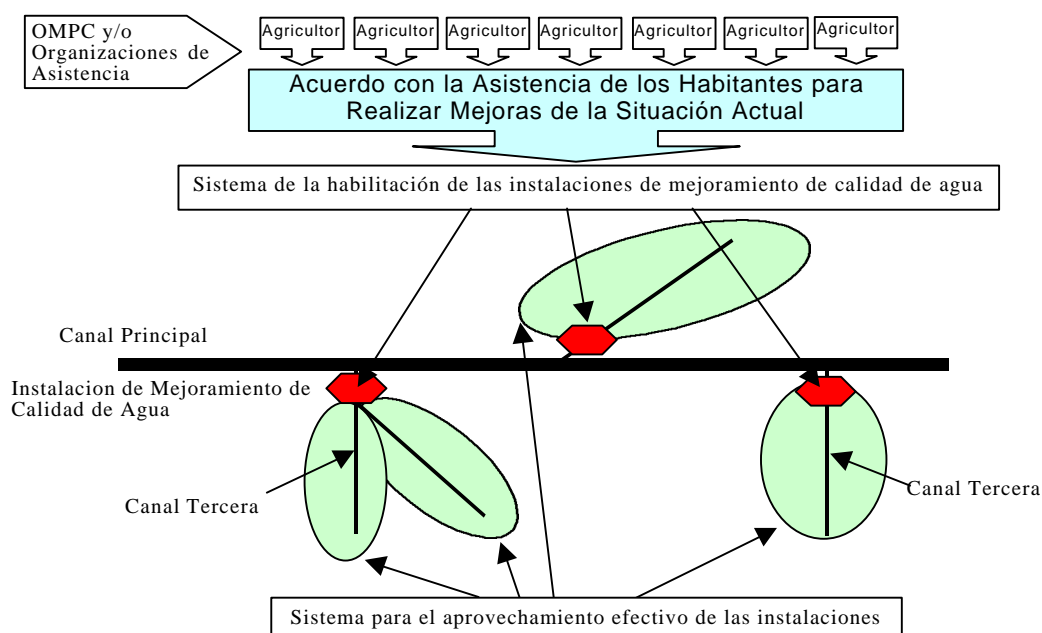 OMPC y/o
Organizaciones de
Asistencia
Agricultor
Agricultor
Agricultor
Agricultor
Agricultor
Agricultor
Agricultor
Acuerdo con la Asistencia de los Habitantes para
Realizar Mejoras de la Situación Actual
Sistema de la habilitación de las instalaciones de mejoramiento de calidad de agua
Canal Principal
Instalacion de Mejoramiento de
Calidad de Agua
Canal Tercera
Canal Tercera
Sistema para el aprovechamiento efectivo de las instalaciones